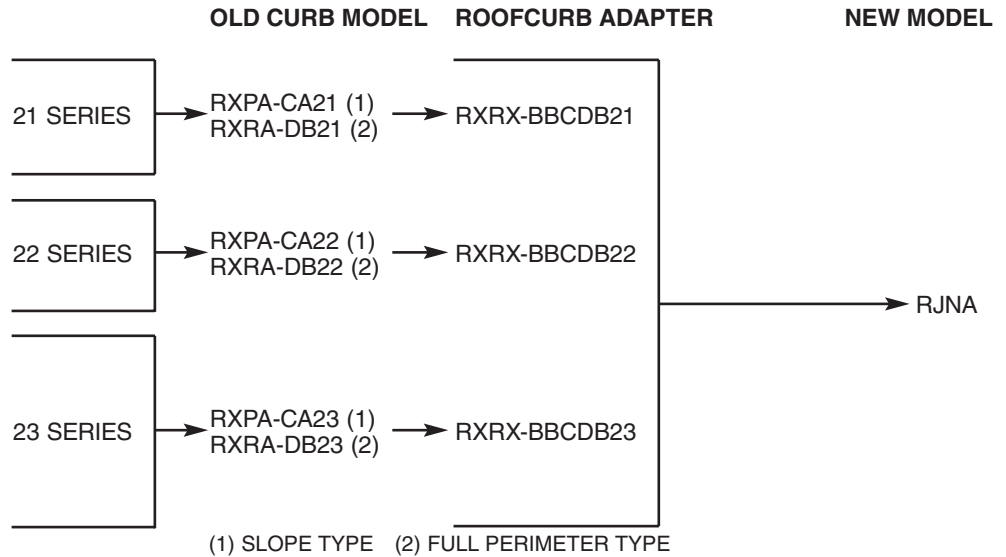 OLD CURB MODEL ROOFCURB ADAPTER NEW MODEL
21 SERIES
RXPA-CA21 (1)
RXRA-DB21 (2)
RXRX-BBCDB21
22 SERIES
RXPA-CA22 (1)
RXRA-DB22 (2)
RXRX-BBCDB22
RJNA
23 SERIES
RXPA-CA23 (1)
RXRA-DB23 (2)
RXRX-BBCDB23
(1) SLOPE TYPE (2) FULL PERIMETER TYPE